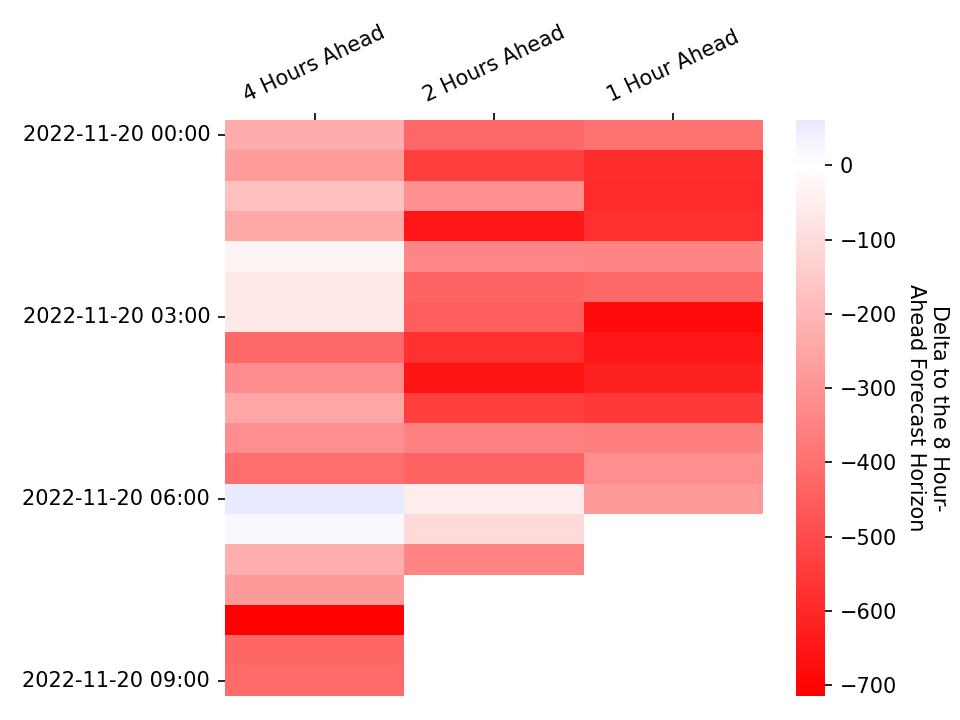 4 Hours Ahead
2 Hours Ahead
1 Hour Ahead
2022-11-20 00:00
2022-11-20 03:00
2022-11-20 06:00
2022-11-20 09:00
0
−100
−200
−300
−400
−500
−600
−700
Delta to the 8 Hour-
Ahead Forecast Horizon